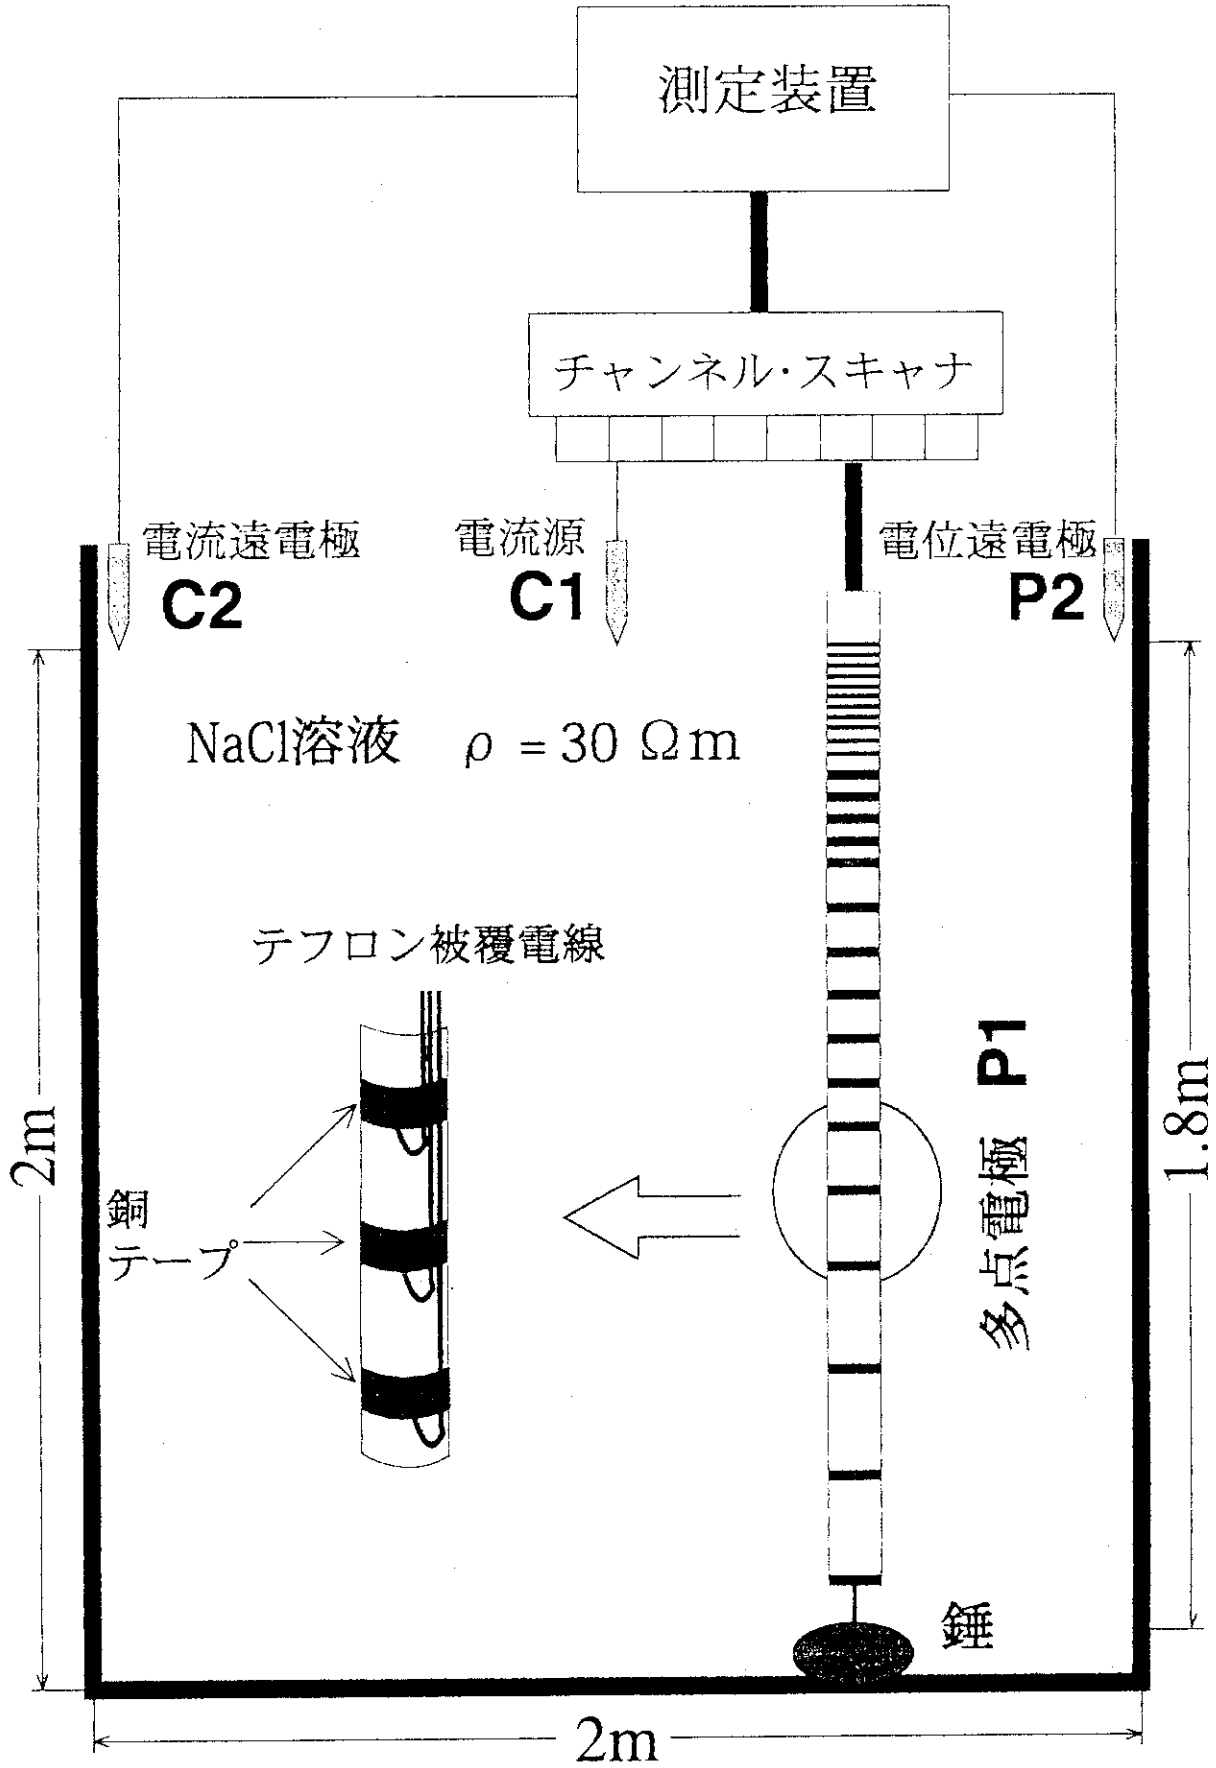 測定装置
チャンネル・スキャナ
電流遠電極
C2
電流源
C1
電位遠電極
P2
NaCl溶液 ρ = 30 Ωm
テフロン被覆電線
銅
テープ
多点電極 P1
2m
1.8m
錘
2m